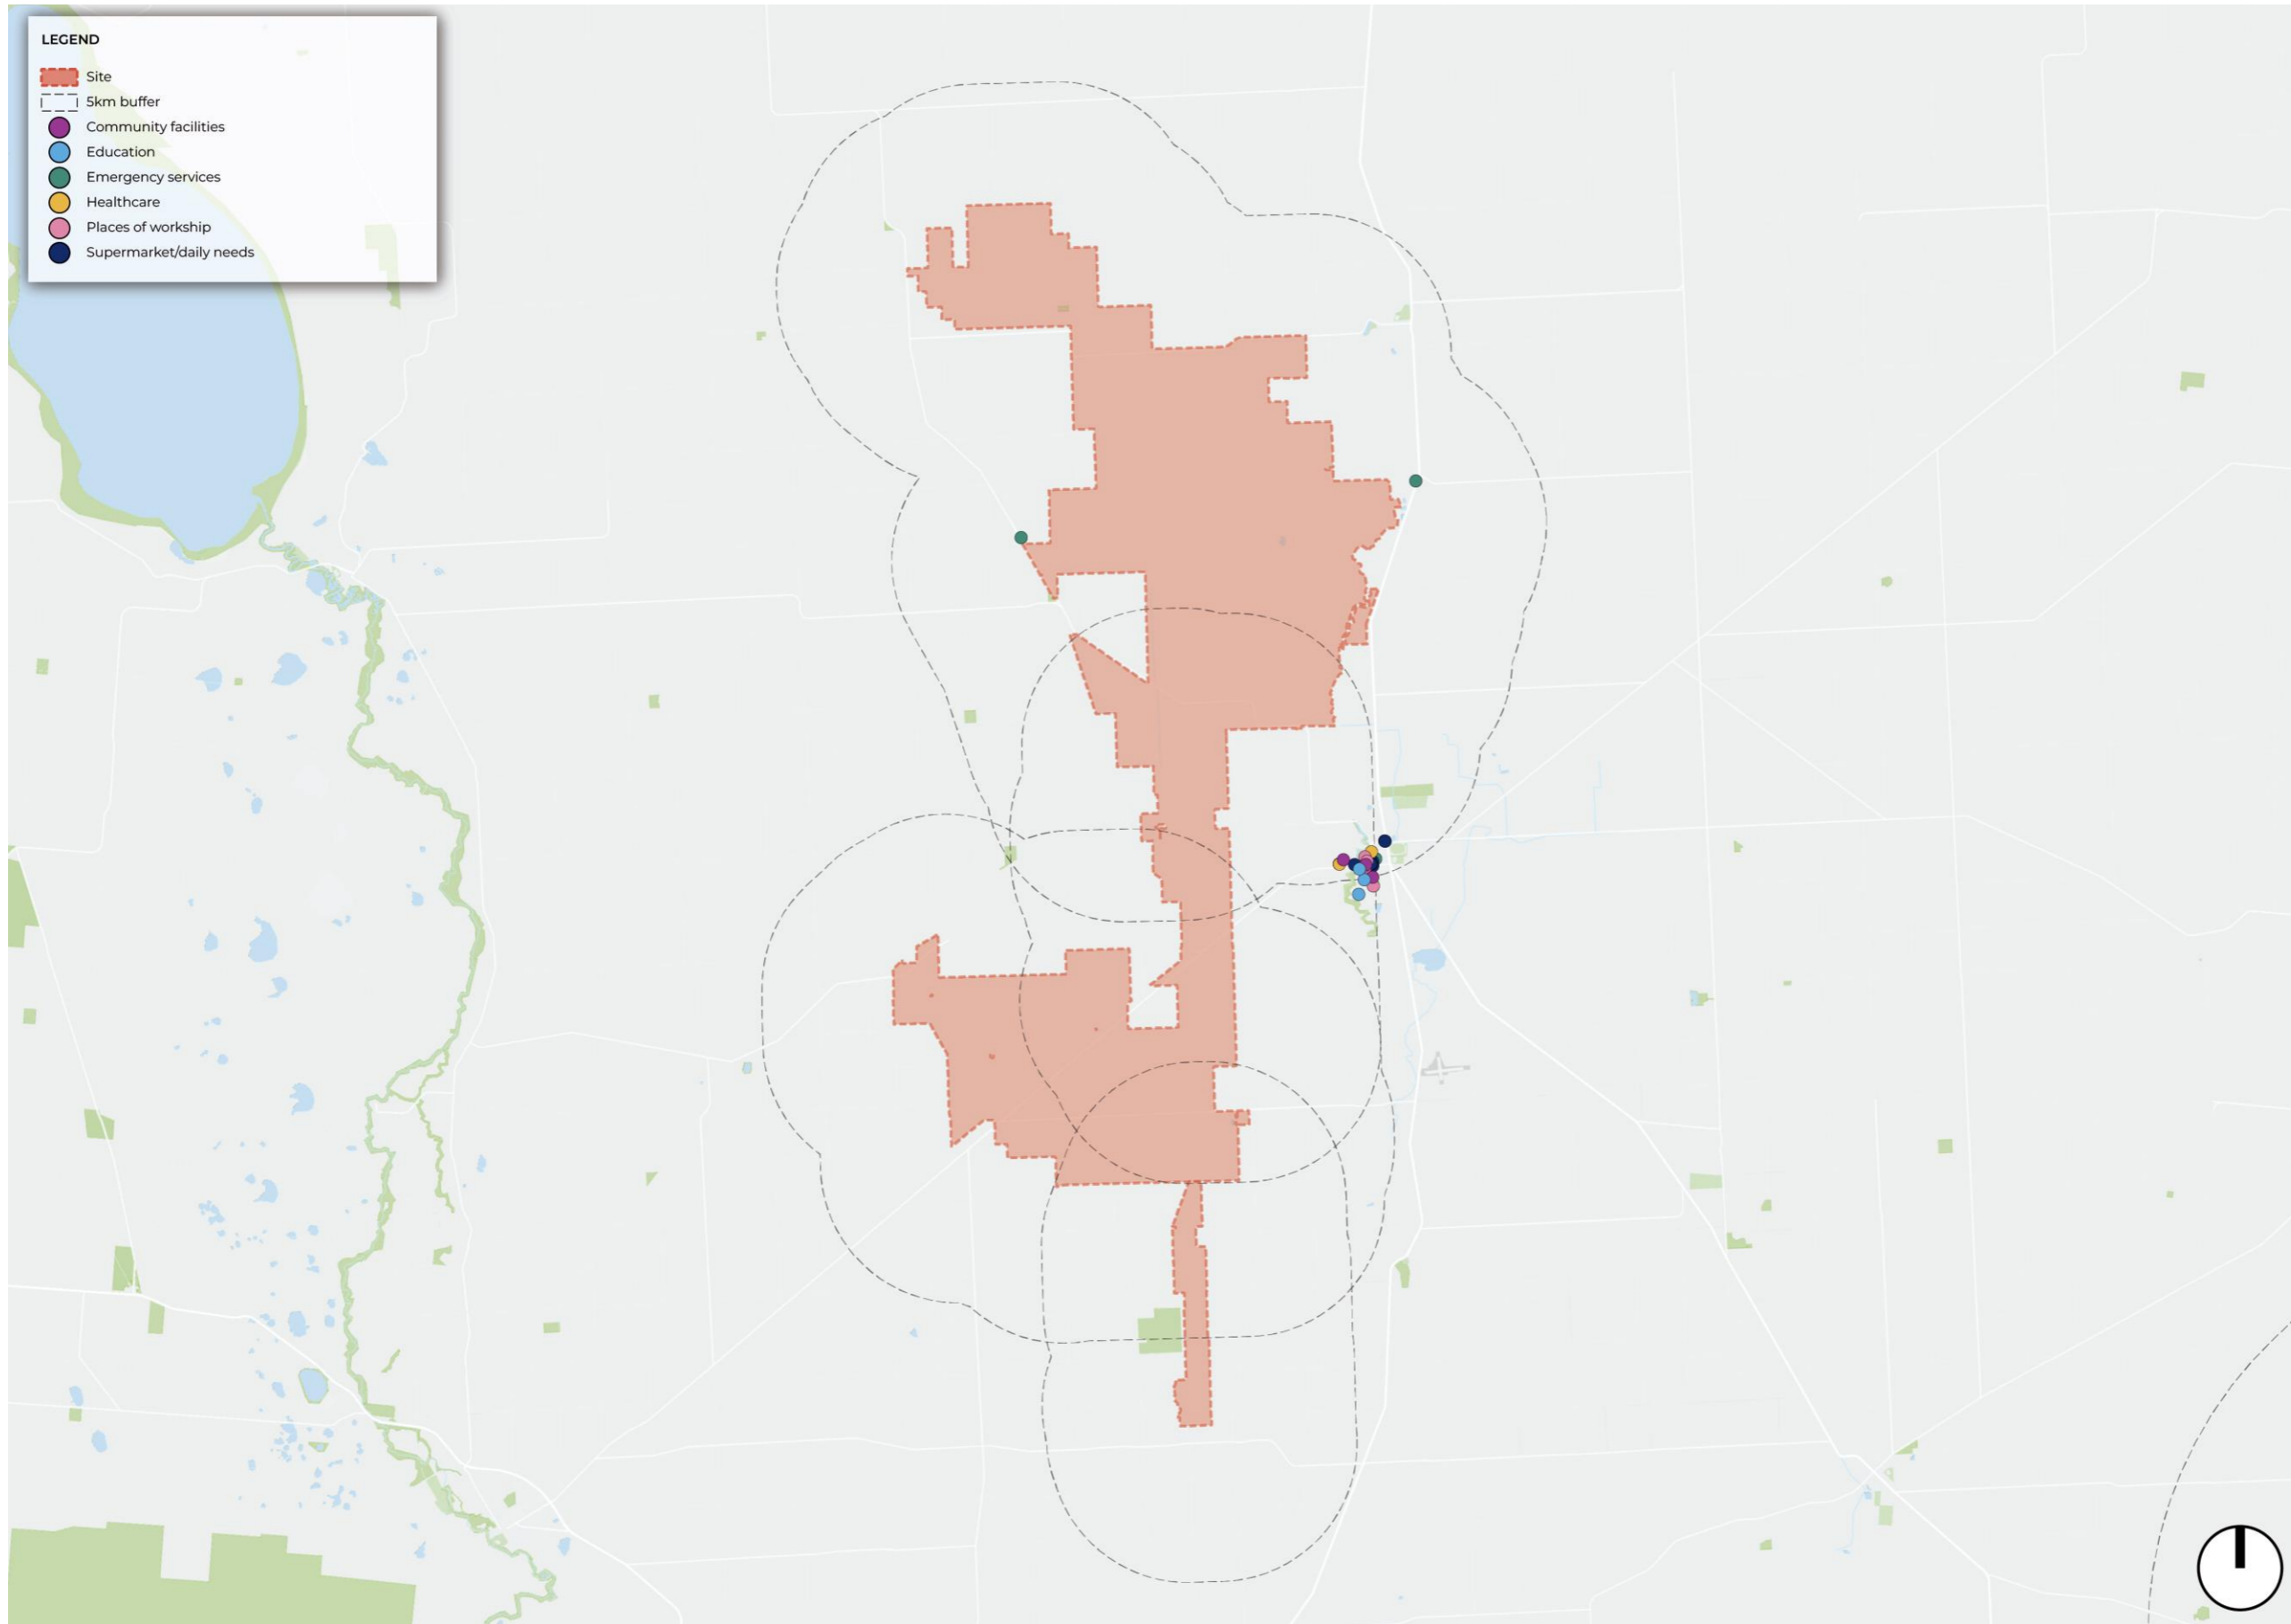 LEGEND
Site
5km buffer
Community facilities
Education
Emergency services
Healthcare
Places of workship
Supermarket/daily needs